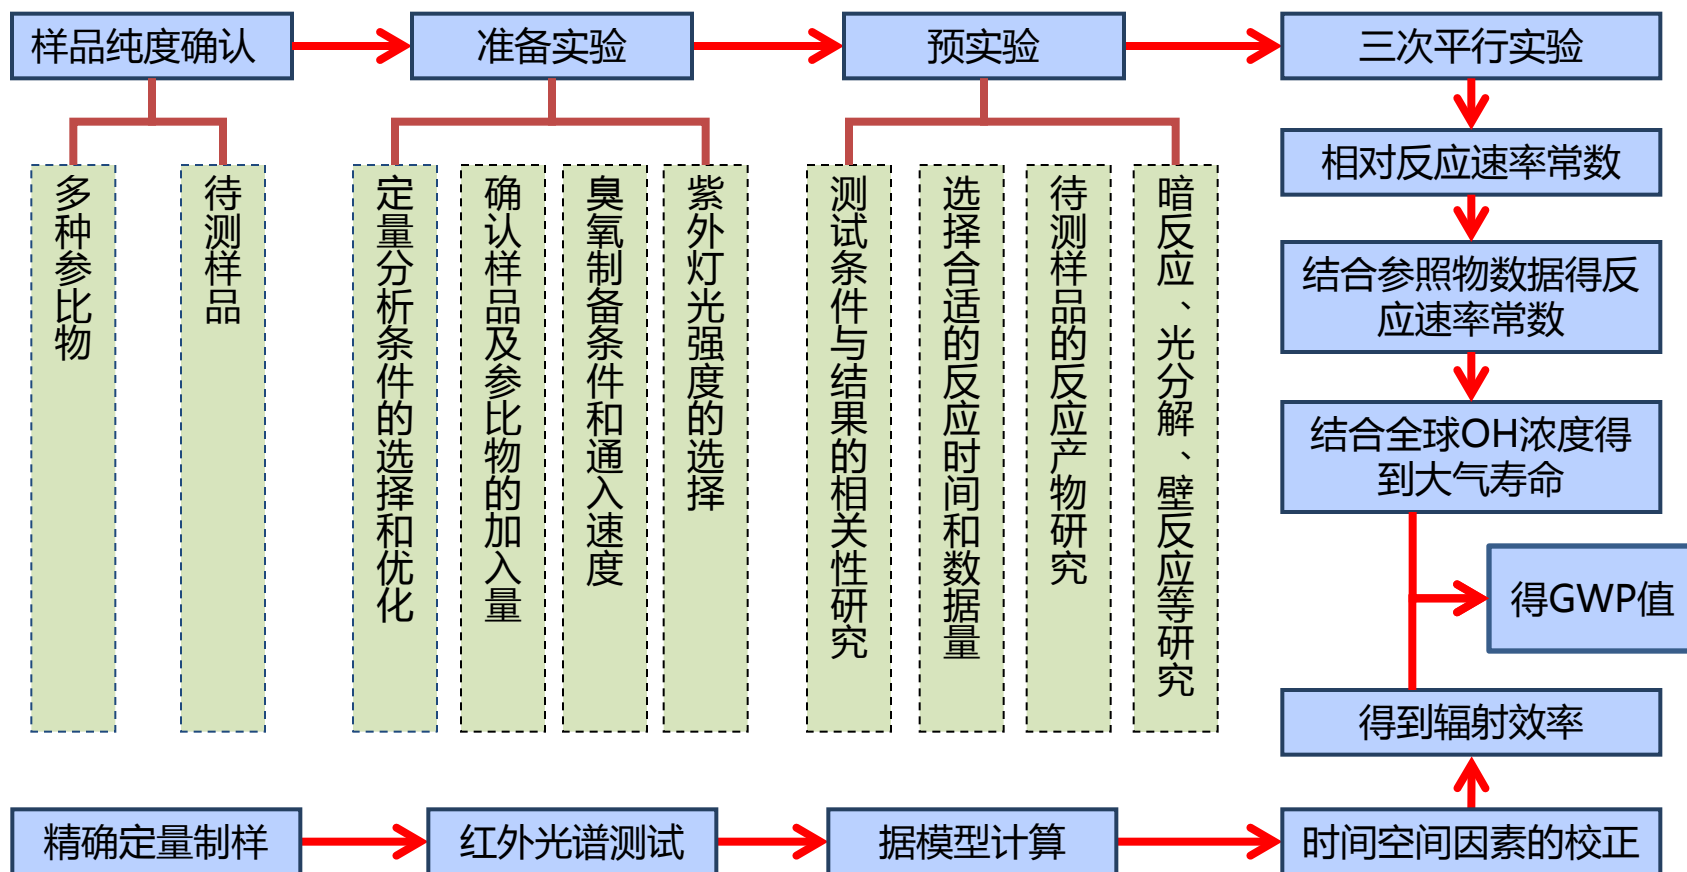 样品纯度确认
准备实验
预实验
三次平行实验
多种参比物
待测样品
定量分析条件的选择和优化
确认样品及参比物的加入量
臭氧制备条件和通入速度
紫外灯光强度的选择
测试条件与结果的相关性研究
选择合适的反应时间和数据量
待测样品的反应产物研究
暗反应、光分解、壁反应等研究
相对反应速率常数
结合参照物数据得反
应速率常数
结合全球OH浓度得
到大气寿命
得GWP值
得到辐射效率
精确定量制样
红外光谱测试
据模型计算
时间空间因素的校正